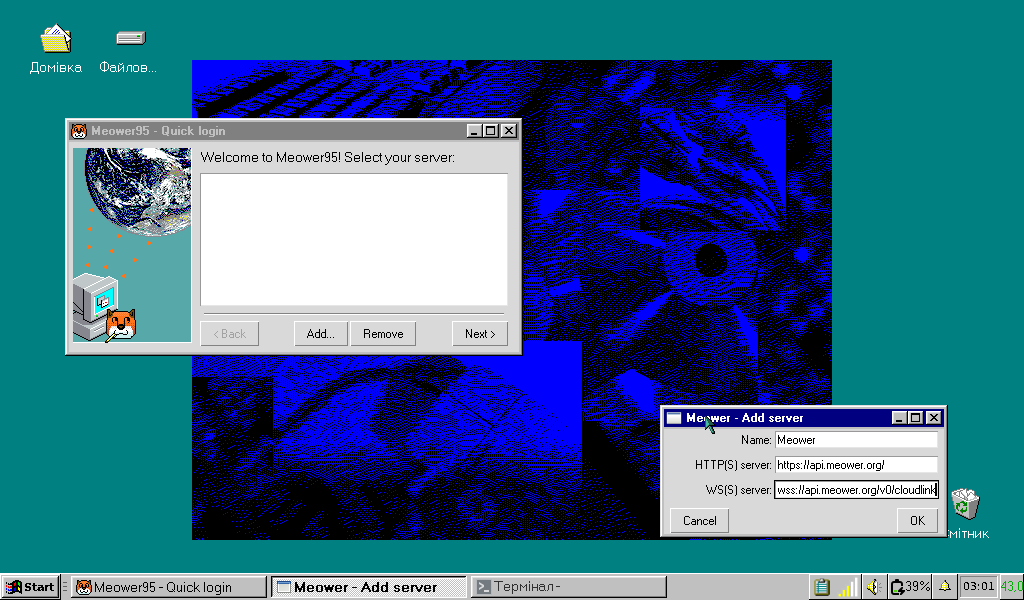 Домівка
Файлов...
Meower95 - Quick login
Welcome to Meower95! Select your server:
< Back
Add...
Remove
Next >
Meower - Add server
Name: Meower
HTTP(S) server: https://api.meower.org/
WS(S) server: wss://api.meower.org/v0/cloudlink
Cancel
OK
мітник
Start
Meower95 - Quick login
Meower - Add server
Термінал-
39%
03:01
43,0